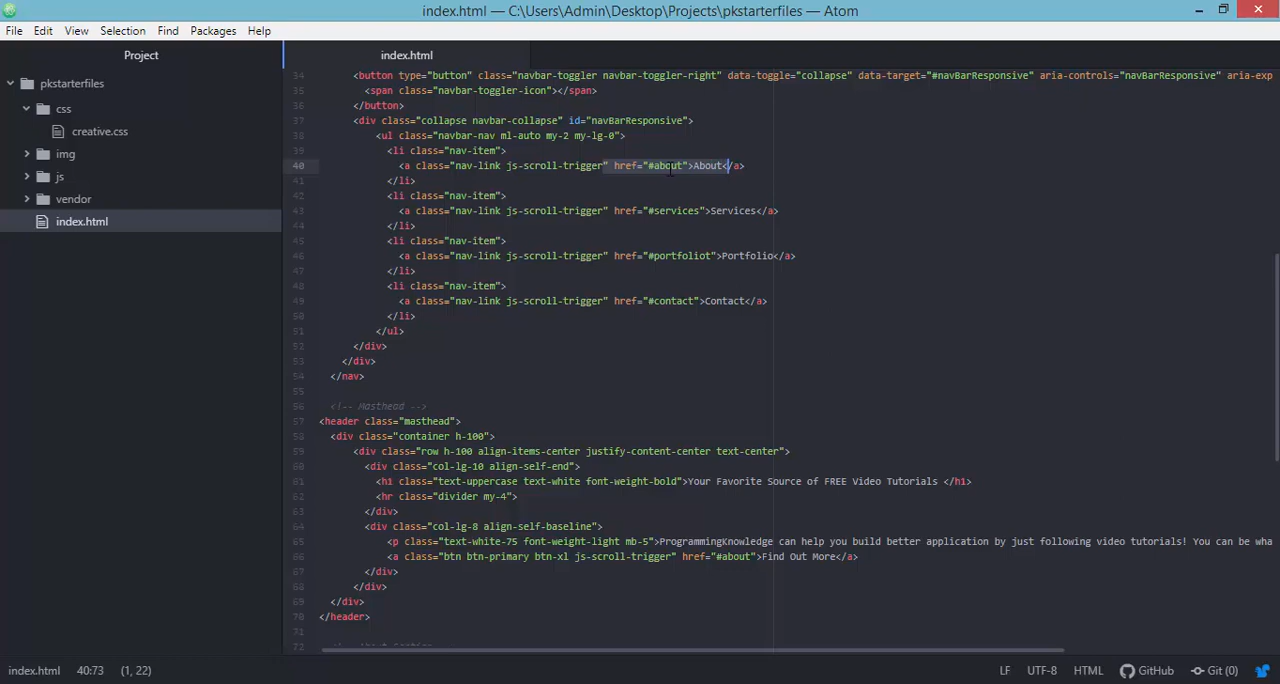 index.html — C:\Users\Admin\Desktop\Projects\pkstarterfiles — Atom
File Edit View Selection Find Packages Help
Project
index.html
pkstarterfiles
css
creative.css
img
js
vendor
index.html
34 <button type="button" class="navbar-toggler navbar-toggler-right" data-toggle="collapse" data-target="#navBarResponsive" aria-controls="navBarResponsive" aria-exp
35 <span class="navbar-toggler-icon"></span>
36 </button>
37 <div class="collapse navbar-collapse" id="navBarResponsive">
38 <ul class="navbar-nav ml-auto my-2 my-lg-0">
39 <li class="nav-item">
40 <a class="nav-link js-scroll-trigger" href="#about">About</a>
41 </li>
42 <li class="nav-item">
43 <a class="nav-link js-scroll-trigger" href="#services">Services</a>
44 </li>
45 <li class="nav-item">
46 <a class="nav-link js-scroll-trigger" href="#portfoliot">Portfolio</a>
47 </li>
48 <li class="nav-item">
49 <a class="nav-link js-scroll-trigger" href="#contact">Contact</a>
50 </li>
51 </ul>
52 </div>
53 </div>
54 </nav>
55
56 <!-- Masthead -->
57 <header class="masthead">
58 <div class="container h-100">
59 <div class="row h-100 align-items-center justify-content-center text-center">
60 <div class="col-lg-10 align-self-end">
61 <h1 class="text-uppercase text-white font-weight-bold">Your Favorite Source of FREE Video Tutorials </h1>
62 <hr class="divider my-4">
63 </div>
64 <div class="col-lg-8 align-self-baseline">
65 <p class="text-white-75 font-weight-light mb-5">ProgrammingKnowledge can help you build better application by just following video tutorials! You can be wha
66 <a class="btn btn-primary btn-xl js-scroll-trigger" href="#about">Find Out More</a>
67 </div>
68 </div>
69 </div>
70 </header>
71
72
index.html 40:73 (1, 22) LF UTF-8 HTML GitHub Git (0)